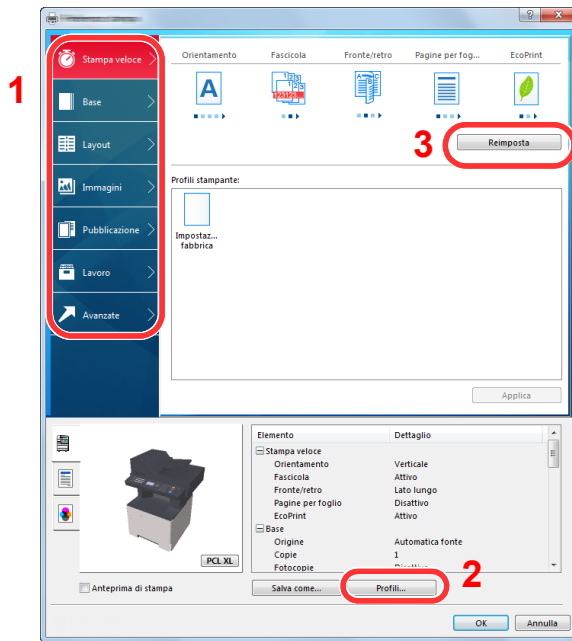 Stampa veloce
Base
Layout
Immagini
Pubblicazione
Lavoro
Avanzate
1
Orientamento Fascicola Fronte/retro Pagine per fog... EcoPrint
A
123 123123...
A B C
3
Reimposta
Profili stampante:
Impostaz...
fabbrica
Applica
Elemento Dettaglio
Stampa veloce
Orientamento Verticale
Fascicola Attivo
Fronte/retro Lato lungo
Pagine per foglio Disattivo
EcoPrint Attivo
Base
Origine Automatica fonte
Copie 1
Fotocopie
PCL XL
2
Anteprima di stampa
Salva come... Profili...
OK Annulla